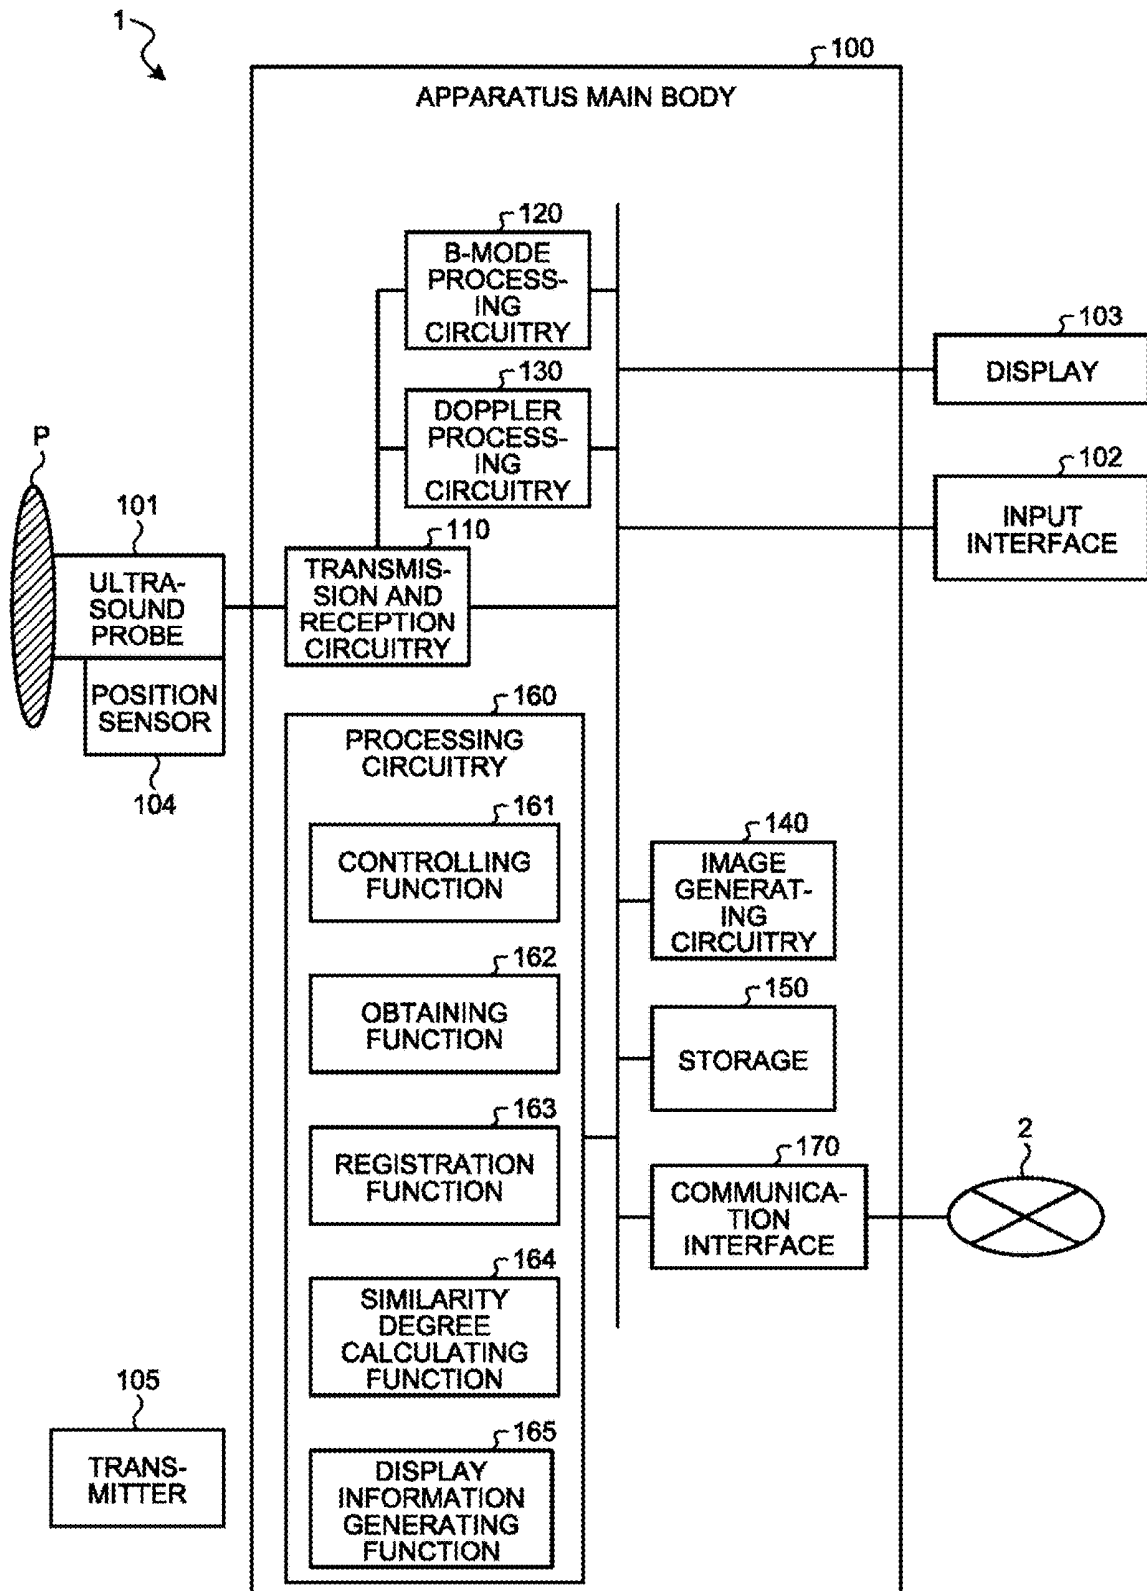 1
100
APPARATUS MAIN BODY
120
B-MODE
PROCESS-
ING
CIRCUITRY
103
DISPLAY
130
DOPPLER
PROCESS-
ING
CIRCUITRY
P
102
INPUT
INTERFACE
101
ULTRA-
SOUND
PROBE
110
TRANSMIS-
SION AND
RECEPTION
CIRCUITRY
POSITION
SENSOR
104
160
PROCESSING
CIRCUITRY
161
CONTROLLING
FUNCTION
140
IMAGE
GENERAT-
ING
CIRCUITRY
162
OBTAINING
FUNCTION
150
STORAGE
163
REGISTRATION
FUNCTION
170
COMMUNICA-
TION
INTERFACE
2
164
SIMILARITY
DEGREE
CALCULATING
FUNCTION
105
TRANS-
MITTER
165
DISPLAY
INFORMATION
GENERATING
FUNCTION